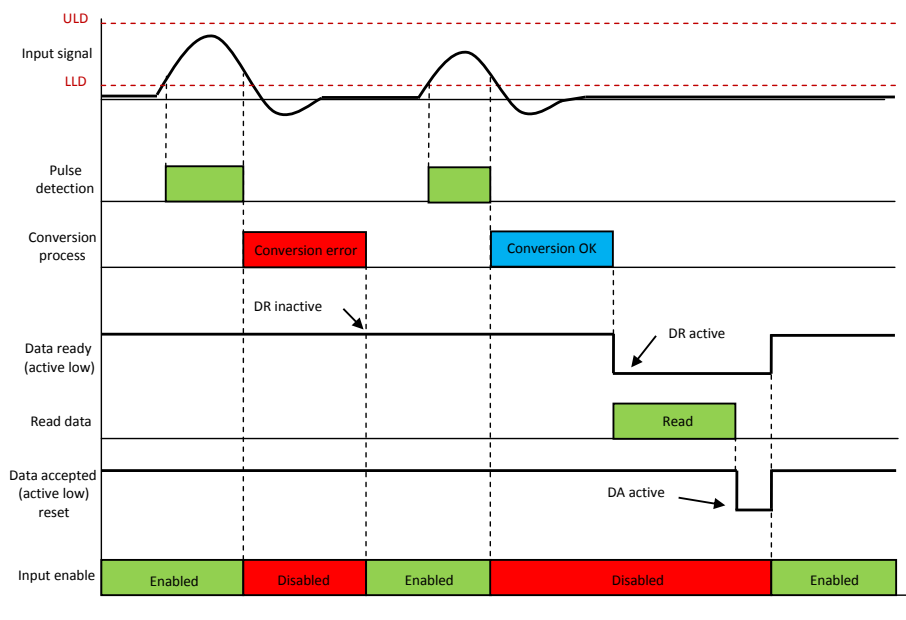 ULD
Input signal
LLD
Pulse
detection
Conversion
process
Conversion error
Conversion OK
DR inactive
DR active
Data ready
(active low)
Read data
Read
Data accepted
(active low)
reset
DA active
Input enable
Enabled
Disabled
Enabled
Disabled
Enabled